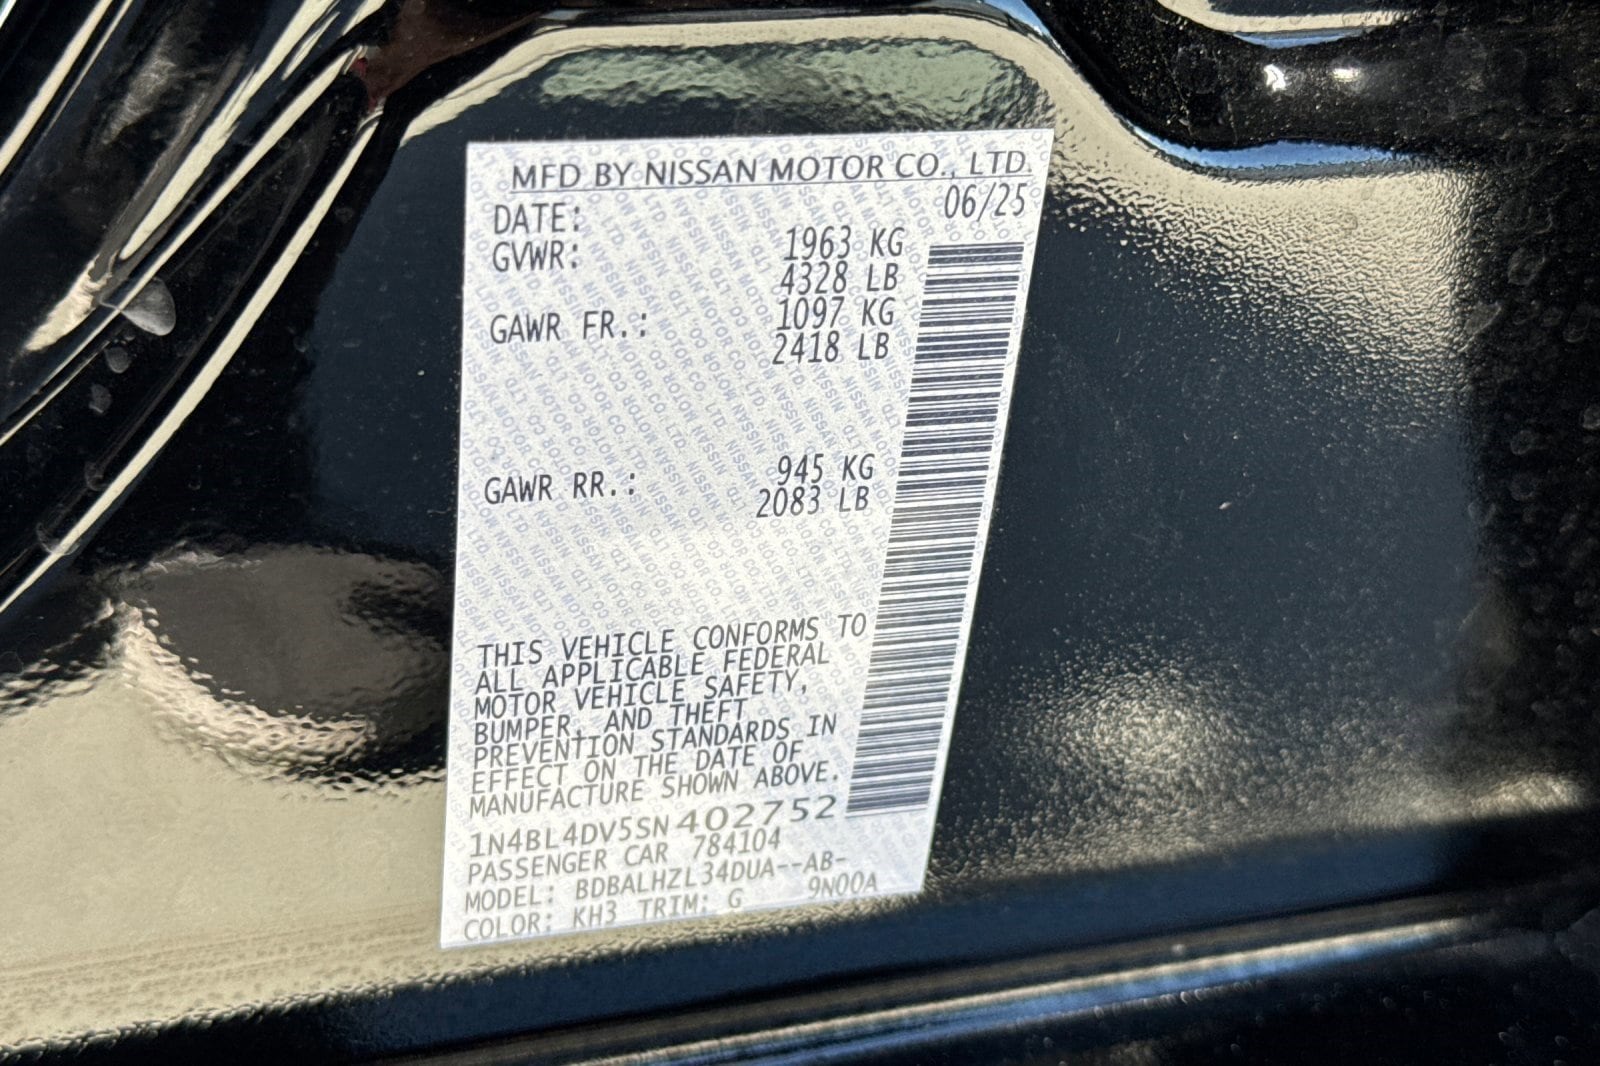 MFD BY NISSAN MOTOR CO., LTD.
DATE: 06/25
GVWR: 1963 KG
4328 LB
GAWR FR.: 1097 KG
2418 LB
GAWR RR.: 945 KG
2083 LB
THIS VEHICLE CONFORMS TO
ALL APPLICABLE FEDERAL
MOTOR VEHICLE SAFETY,
BUMPER, AND THEFT
PREVENTION STANDARDS IN
EFFECT ON THE DATE OF
MANUFACTURE SHOWN ABOVE.
1N4BL4DV5SN402752
PASSENGER CAR 784104
MODEL: BDBALHZL34DUA--AB-
COLOR: KH3 TRIM: G 9N00A